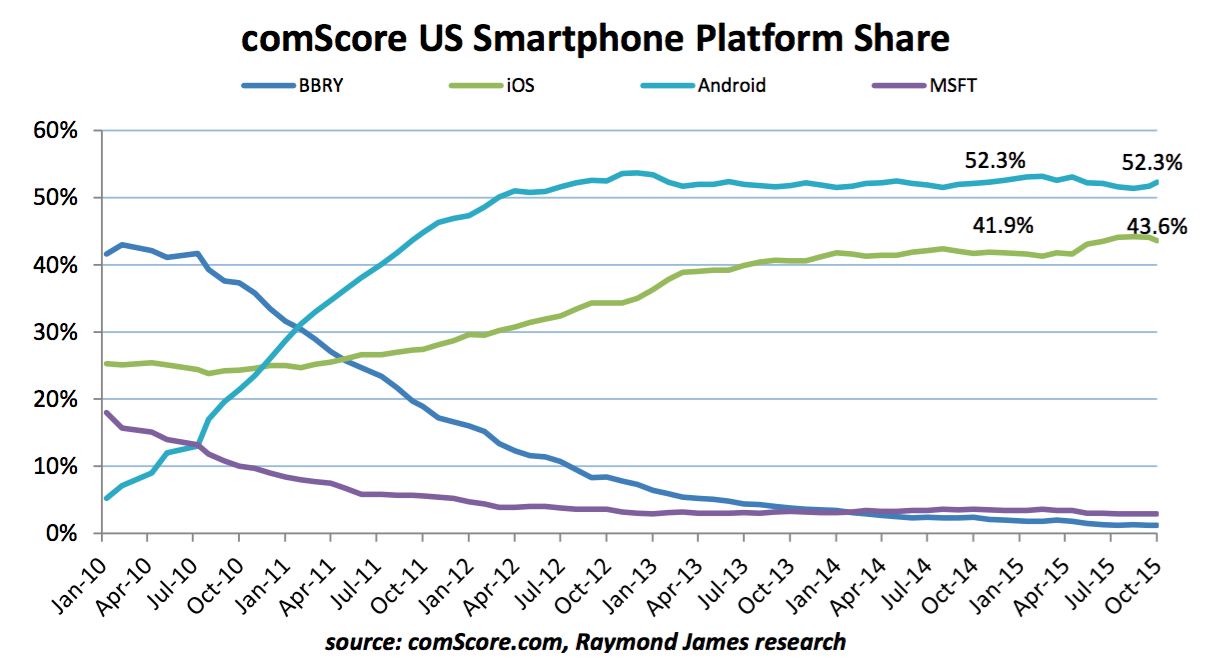 comScore US Smartphone Platform Share
BBRY iOS Android MSFT
60%
52.3% 52.3%
50%
41.9% 43.6%
40%
30%
20%
10%
0%
Jan-10 Apr-10 Jul-10 Oct-10 Jan-11 Apr-11 Jul-11 Oct-11 Jan-12 Apr-12 Jul-12 Oct-12 Jan-13 Apr-13 Jul-13 Oct-13 Jan-14 Apr-14 Jul-14 Oct-14 Jan-15 Apr-15 Jul-15 Oct-15
source: comScore.com, Raymond James research